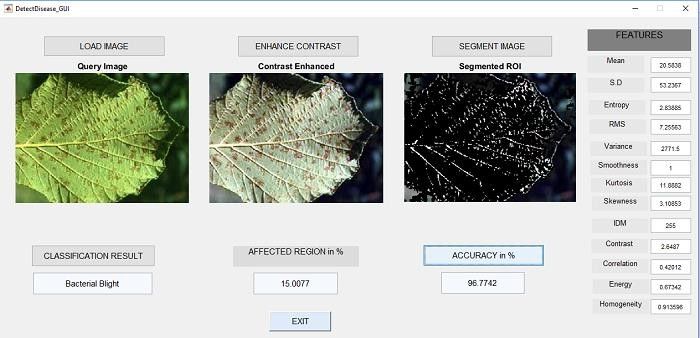 DetectDisease_GUI
LOAD IMAGE
ENHANCE CONTRAST
SEGMENT IMAGE
FEATURES
Query Image
Contrast Enhanced
Segmented ROI
Mean 20.5838
S.D 53.2367
Entropy 2.83885
RMS 7.25563
Variance 2771.5
Smoothness 1
Kurtosis 11.8882
Skewness 3.10853
IDM 255
Contrast 2.6487
Correlation 0.42012
Energy 0.67342
Homogeneity 0.913596
CLASSIFICATION RESULT
AFFECTED REGION in %
ACCURACY in %
Bacterial Blight
15.0077
96.7742
EXIT